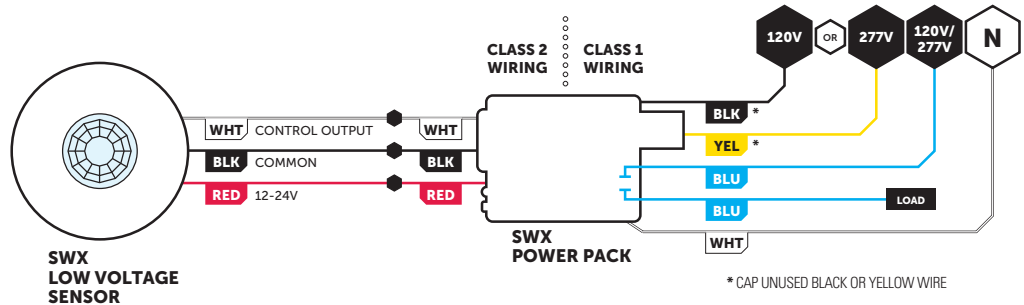 120V
OR
277V
120V/
277V
N
CLASS 2
WIRING
CLASS 1
WIRING
WHT CONTROL OUTPUT WHT
BLK COMMON BLK
RED 12-24V RED
BLK *
YEL *
BLU
BLU
LOAD
WHT
SWX
LOW VOLTAGE
SENSOR
SWX
POWER PACK
* CAP UNUSED BLACK OR YELLOW WIRE